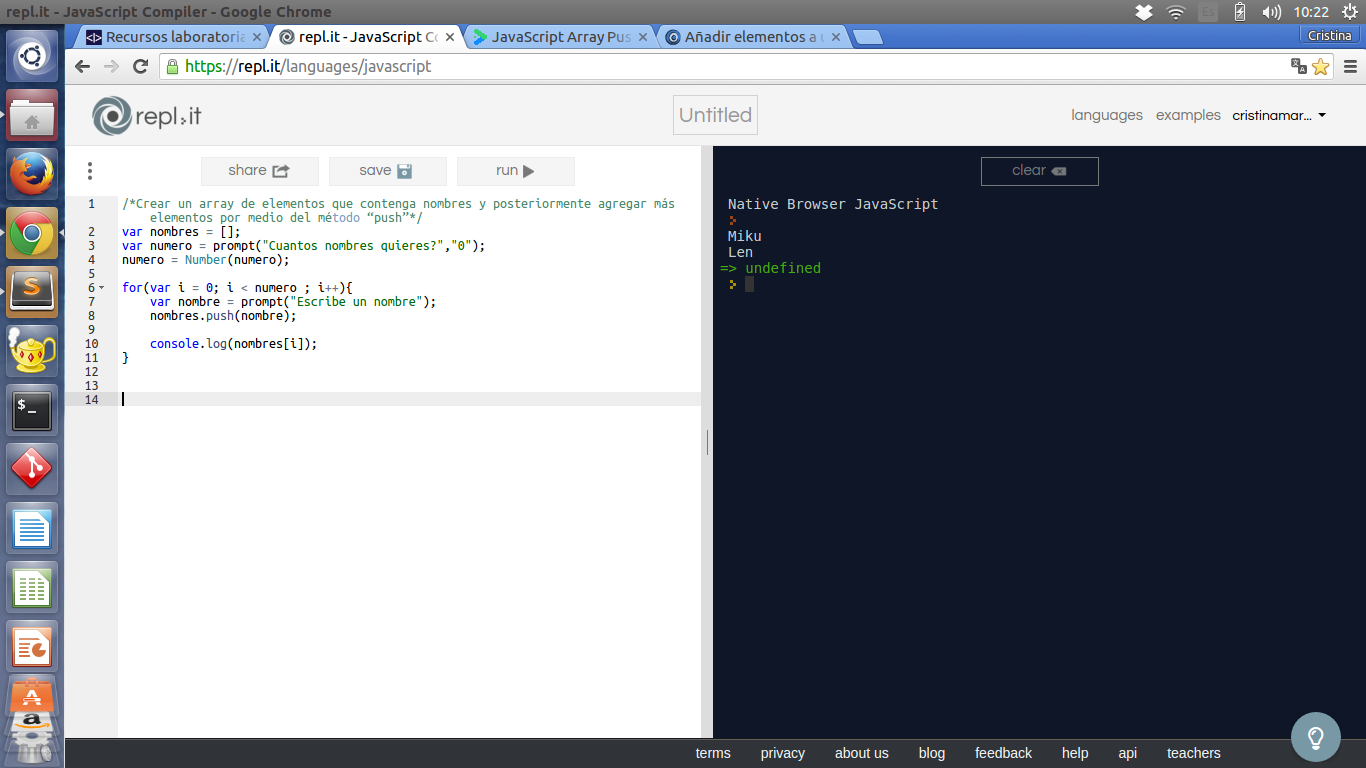 repl.it - JavaScript Compiler - Google Chrome
Es
10:22
Recursos laboratoria
repl.it - JavaScript Co
JavaScript Array Pus
Añadir elementos a u
Cristina
https://repl.it/languages/javascript
repl.it
Untitled
languages
examples
cristinamar...
share
save
run
clear
1 /*Crear un array de elementos que contenga nombres y posteriormente agregar más
elementos por medio del método “push”*/
2 var nombres = [];
3 var numero = prompt("Cuantos nombres quieres?","0");
4 numero = Number(numero);
5
6 for(var i = 0; i < numero ; i++){
7 var nombre = prompt("Escribe un nombre");
8 nombres.push(nombre);
9
10 console.log(nombres[i]);
11 }
12
13
14
Native Browser JavaScript
Miku
Len
=> undefined
terms
privacy
about us
blog
feedback
help
api
teachers